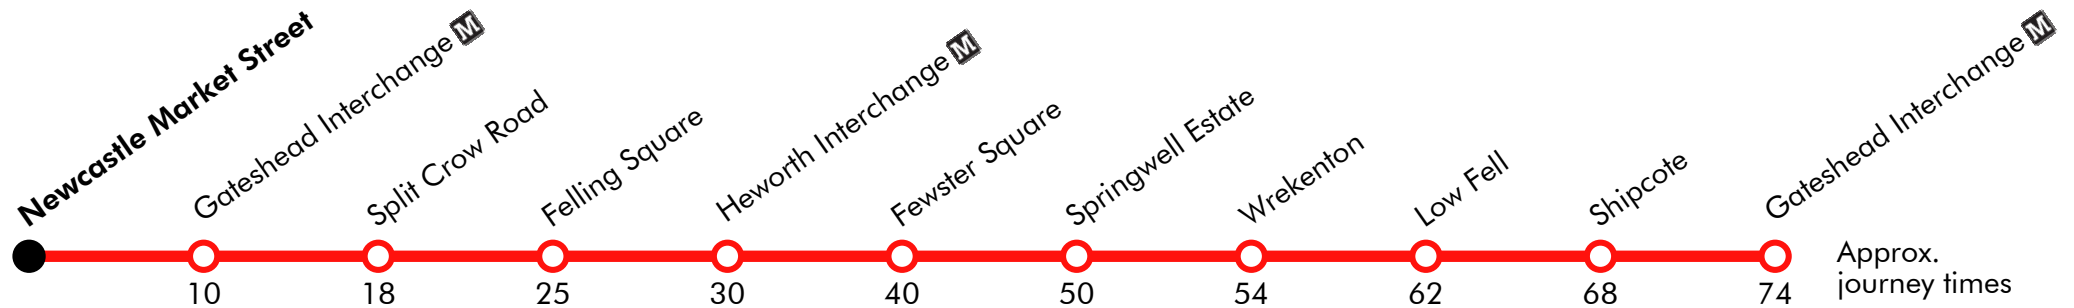 Newcastle Market Street
Gateshead Interchange M
Split Crow Road
Felling Square
Heworth Interchange M
Fewster Square
Springwell Estate
Wrekenton
Low Fell
Shipcote
Gateshead Interchange M
10 18 25 30 40 50 54 62 68 74
Approx.
journey times